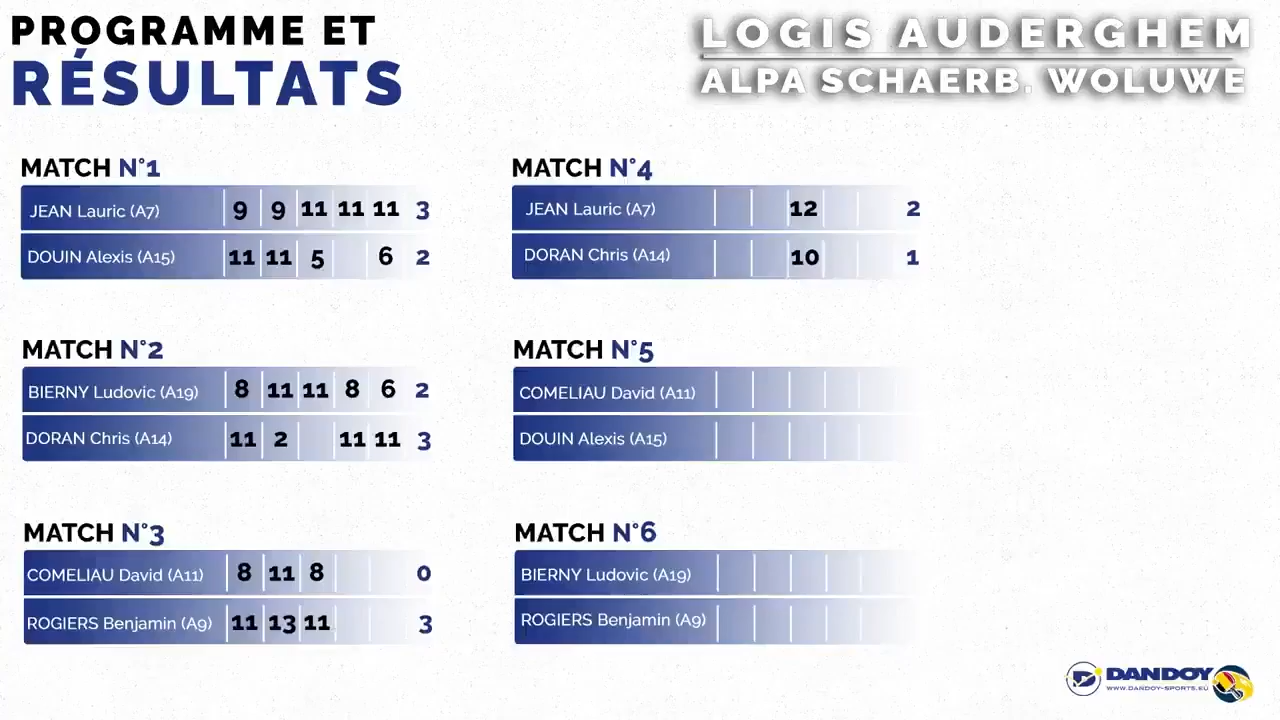 PROGRAMME ET
RÉSULTATS
LOGIS AUDERGHEM
ALPA SCHAERB. WOLUWE
MATCH N°1
JEAN Lauric (A7) 9 9 11 11 11 3
DOUIN Alexis (A15) 11 11 5 6 2
MATCH N°2
BIERNY Ludovic (A19) 8 11 11 8 6 2
DORAN Chris (A14) 11 2 11 11 3
MATCH N°3
COMELIAU David (A11) 8 11 8 0
ROGIERS Benjamin (A9) 11 13 11 3
MATCH N°4
JEAN Lauric (A7) 12 2
DORAN Chris (A14) 10 1
MATCH N°5
COMELIAU David (A11)
DOUIN Alexis (A15)
MATCH N°6
BIERNY Ludovic (A19)
ROGIERS Benjamin (A9)
DANDOY
WWW.DANDOY-SPORTS.EU